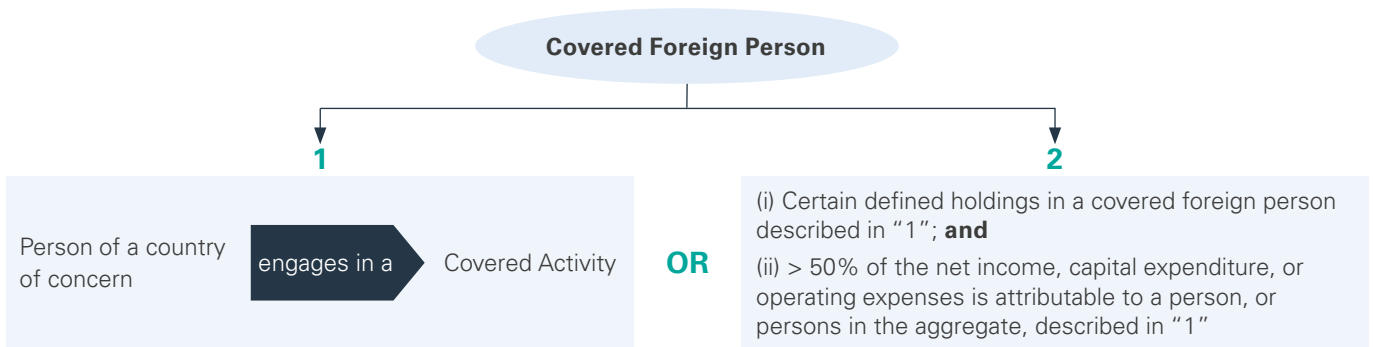 Covered Foreign Person
1
2
Person of a country
of concern
engages in a
Covered Activity
OR
(i) Certain defined holdings in a covered foreign person
described in “1”; and
(ii) > 50% of the net income, capital expenditure, or
operating expenses is attributable to a person, or
persons in the aggregate, described in “1”